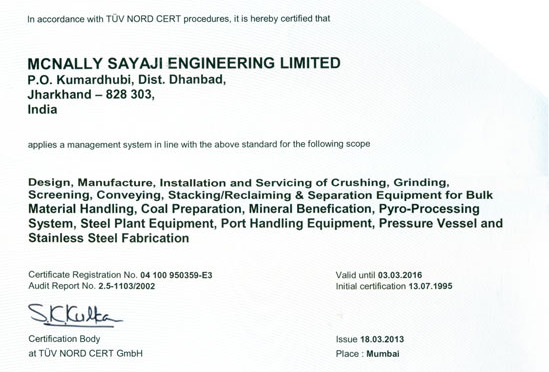 In accordance with TÜV NORD CERT procedures, it is hereby certified that
MCNALLY SAYAJI ENGINEERING LIMITED
P.O. Kumardhubi, Dist. Dhanbad,
Jharkhand – 828 303,
India
applies a management system in line with the above standard for the following scope
Design, Manufacture, Installation and Servicing of Crushing, Grinding,
Screening, Conveying, Stacking/Reclaiming & Separation Equipment for Bulk
Material Handling, Coal Preparation, Mineral Benefication, Pyro-Processing
System, Steel Plant Equipment, Port Handling Equipment, Pressure Vessel and
Stainless Steel Fabrication
Certificate Registration No. 04 100 950359-E3
Audit Report No. 2.5-1103/2002
Valid until 03.03.2016
Initial certification 13.07.1995
S.K.Kulka
Certification Body
at TÜV NORD CERT GmbH
Issue 18.03.2013
Place : Mumbai